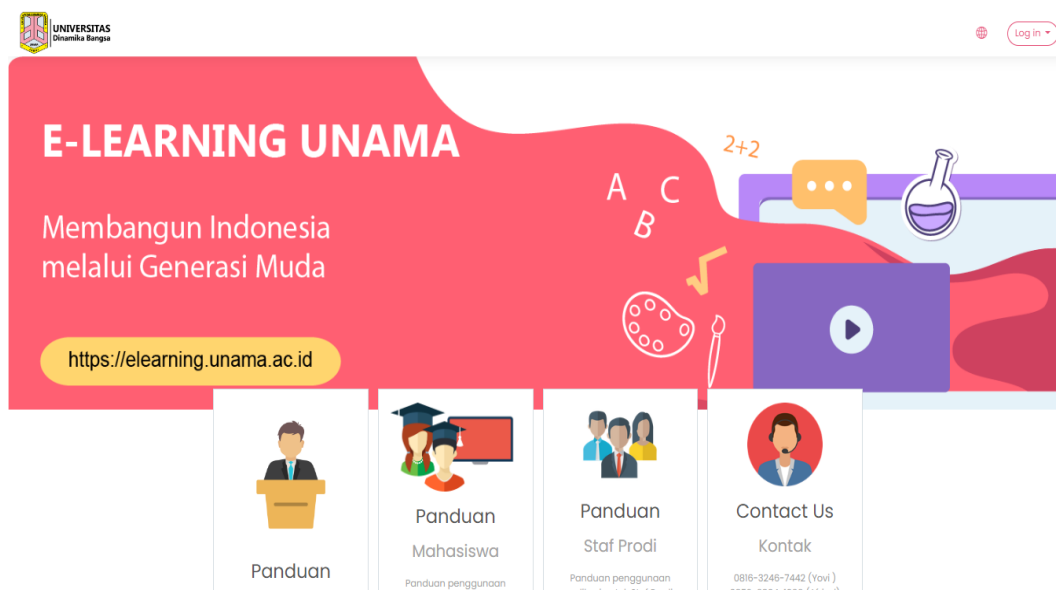 UNIVERSITAS
Dinamika Bangsa
Log in
E-LEARNING UNAMA
2+2
A C
B
Membangun Indonesia
melalui Generasi Muda
https://elearning.unama.ac.id
Panduan
Panduan
Mahasiswa
Panduan penggunaan
Panduan
Staf Prodi
Panduan penggunaan
Contact Us
Kontak
0816-3246-7442 (Yovi )